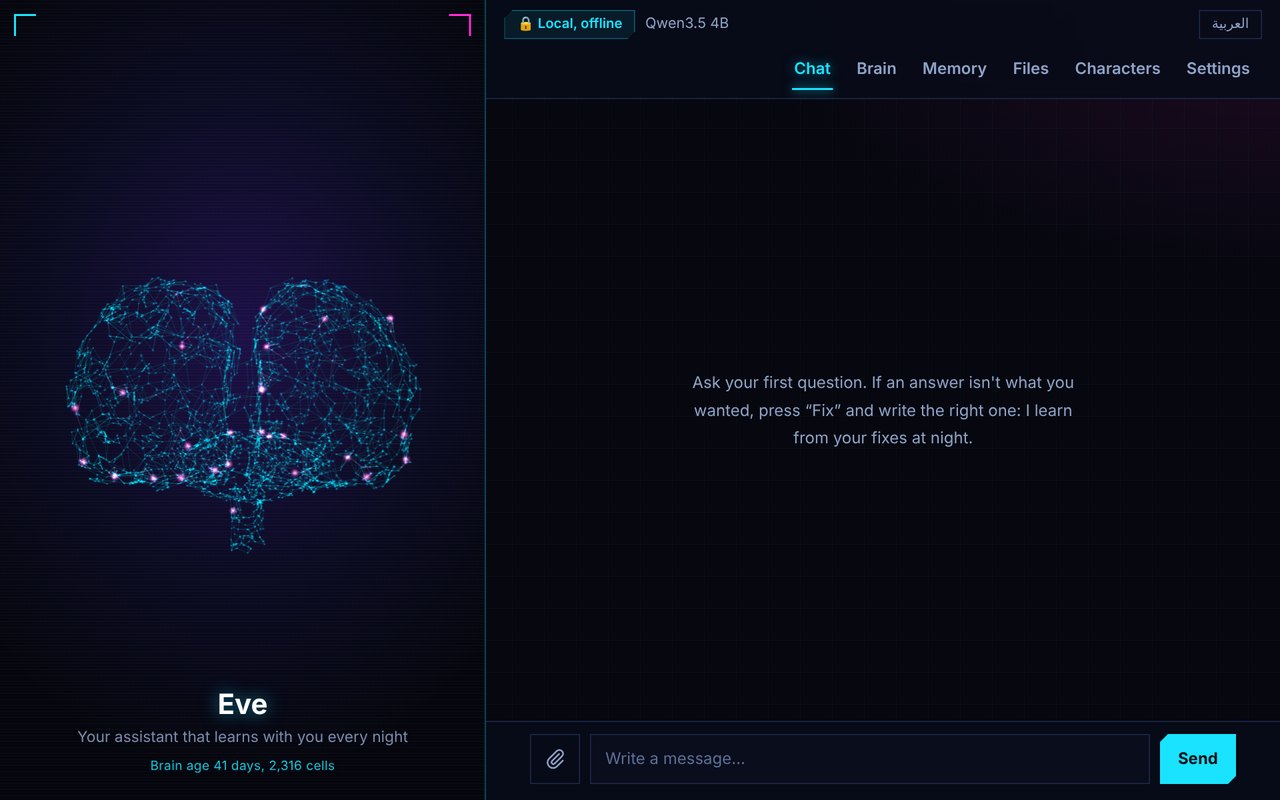 🔒 Local, offline
Qwen3.5 4B
العربية
Chat
Brain
Memory
Files
Characters
Settings
Ask your first question. If an answer isn't what you
wanted, press “Fix” and write the right one: I learn
from your fixes at night.
Eve
Your assistant that learns with you every night
Brain age 41 days, 2,316 cells
Write a message...
Send